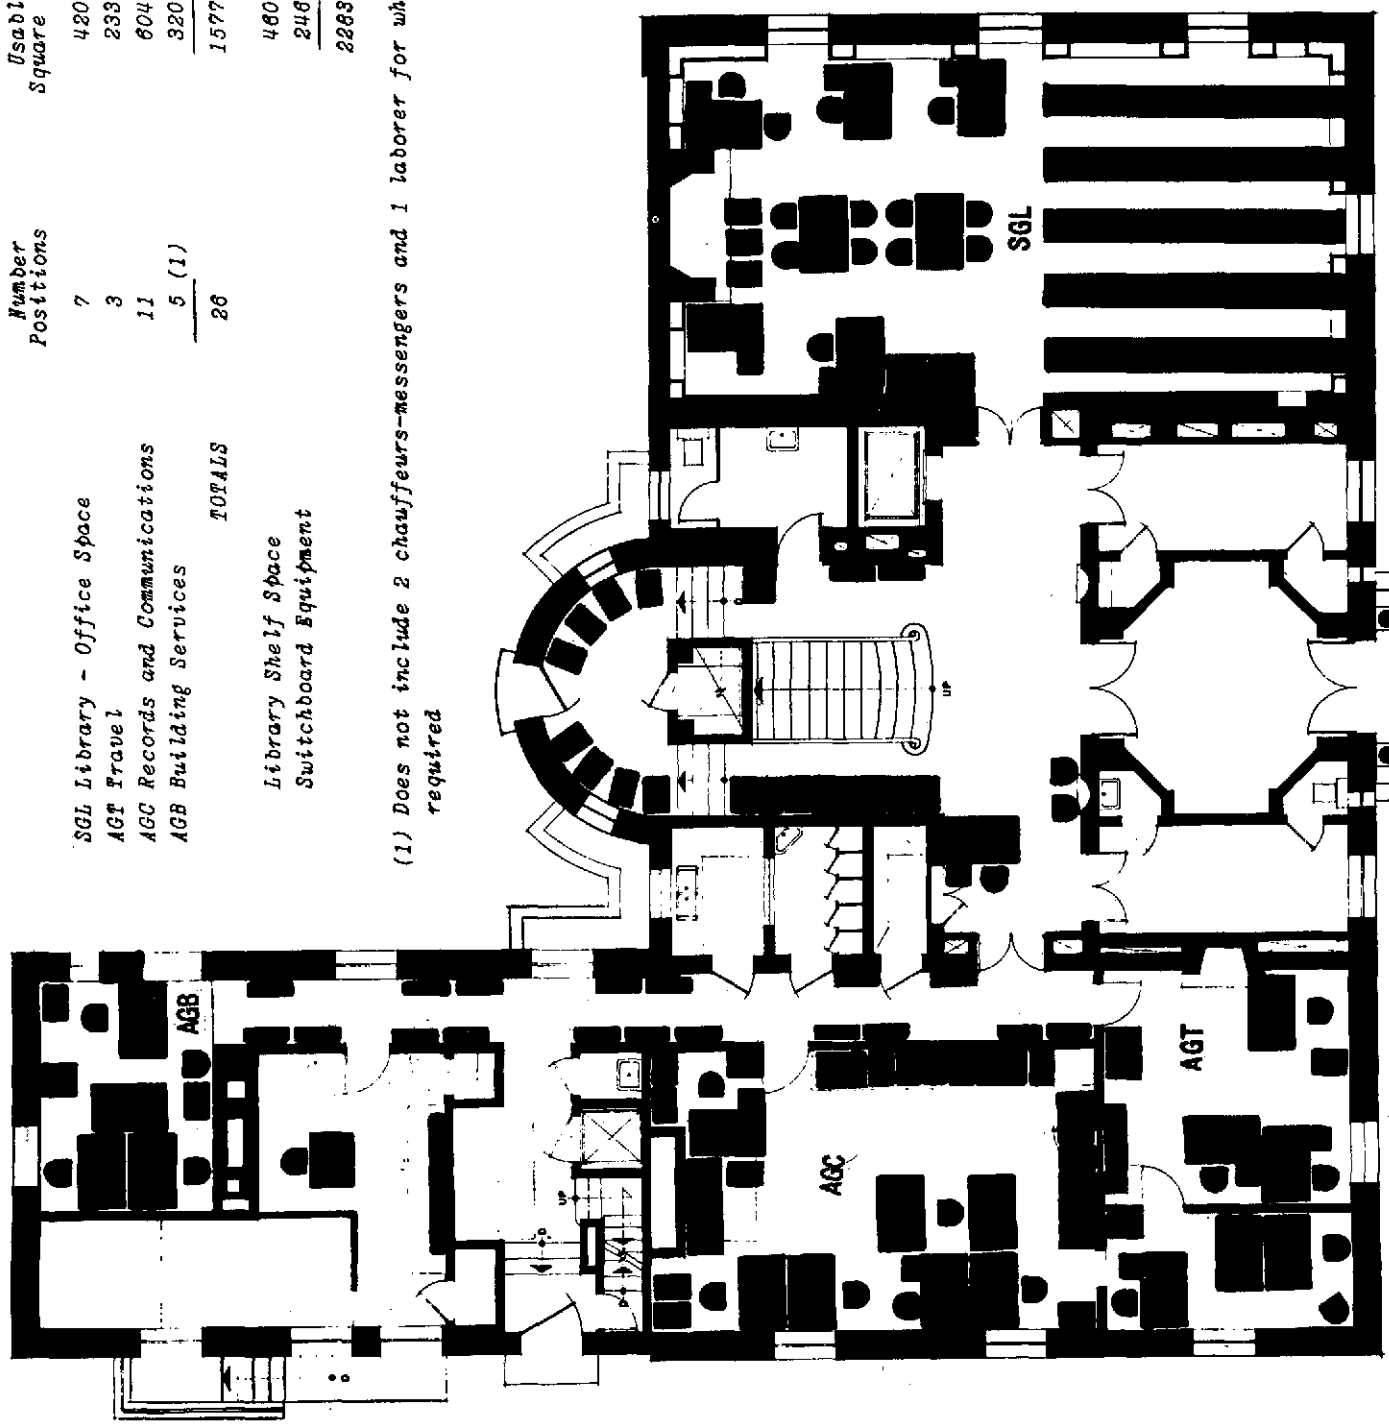 Number Usabl
Positions Square
SGL Library - Office Space 7 420
AGT Travel 3 233
AGC Records and Communications 11 604
AGB Building Services 5 (1) 320
TOTALS 26 1577
Library Shelf Space 460
Switchboard Equipment 246
2283
(1) Does not include 2 chauffeurs-messengers and 1 laborer for wh
required
AGB
SGL
UP
UP
D
D
D
AGC
AGT